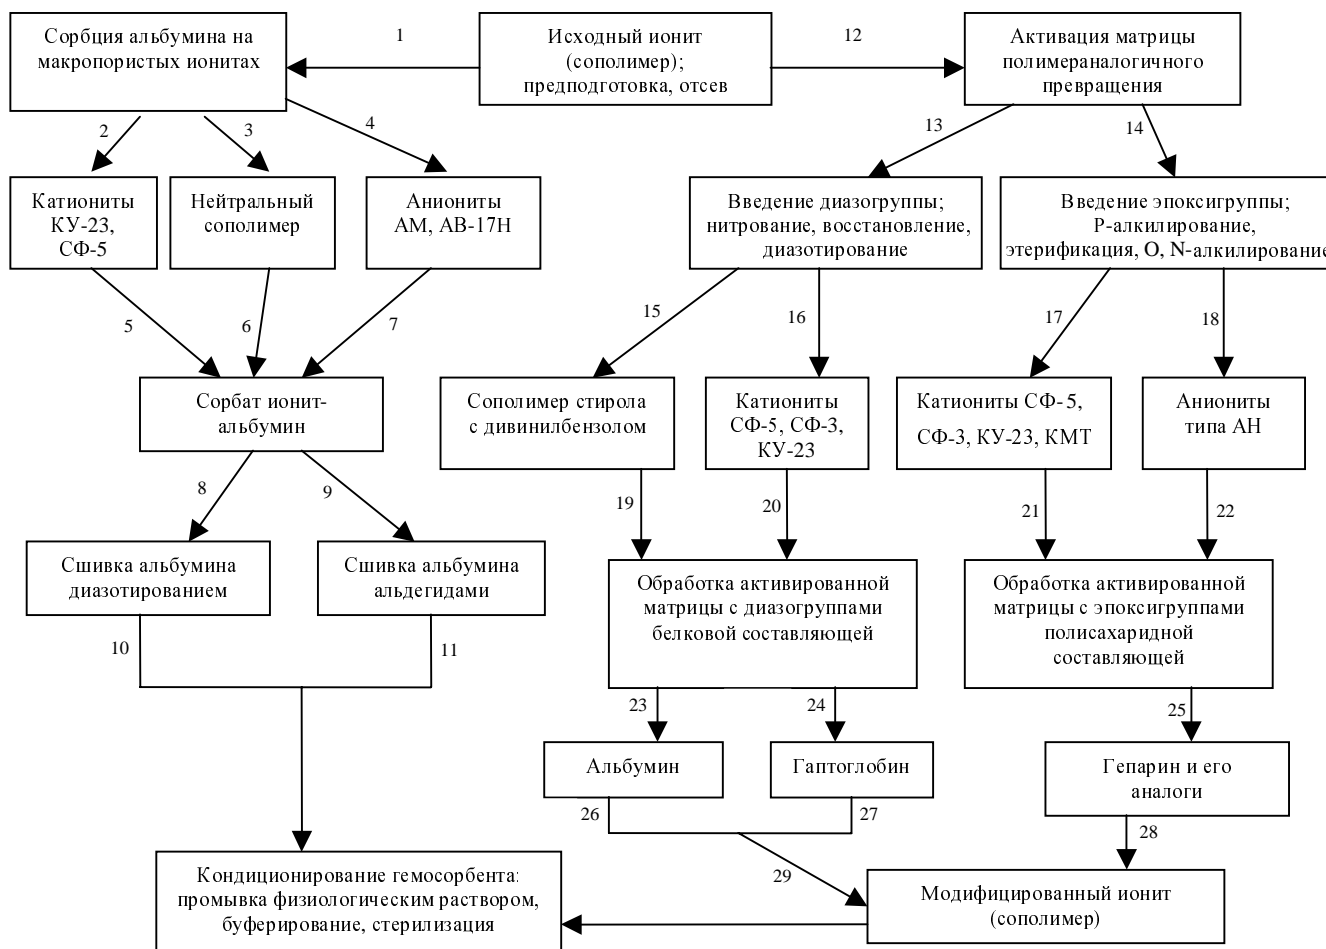 Сорбция альбумина на
макропористых ионитах
1
Исходный ионит
(сополимер);
предподготовка, отсев
12
Активация матрицы
полимераналогичного
превращения
2
3
4
13
14
Катиониты
КУ-23,
СФ-5
Нейтральный
сополимер
Аниониты
АМ, АВ-17Н
Введение диазогруппы;
нитрование, восстановление,
диазотирование
Введение эпоксигруппы;
Р-алкилирование,
этерификация, О, N-алкилирование
5
6
7
15
16
17
18
Сорбат ионит-
альбумин
Сополимер стирола
с дивинилбензолом
Катиониты
СФ-5, СФ-3,
КУ-23
Катиониты СФ-5,
СФ-3, КУ-23, КМТ
Аниониты
типа АН
8
9
19
20
21
22
Сшивка альбумина
диазотированием
Сшивка альбумина
альдегидами
Обработка активированной
матрицы с диазогруппами
белковой составляющей
Обработка активированной
матрицы с эпоксигруппами
полисахаридной
составляющей
10
11
23
24
25
Альбумин
Гаптоглобин
Гепарин и его
аналоги
26
27
28
Кондиционирование гемосорбента:
промывка физиологическим раствором,
буферирование, стерилизация
29
Модифицированный ионит
(сополимер)